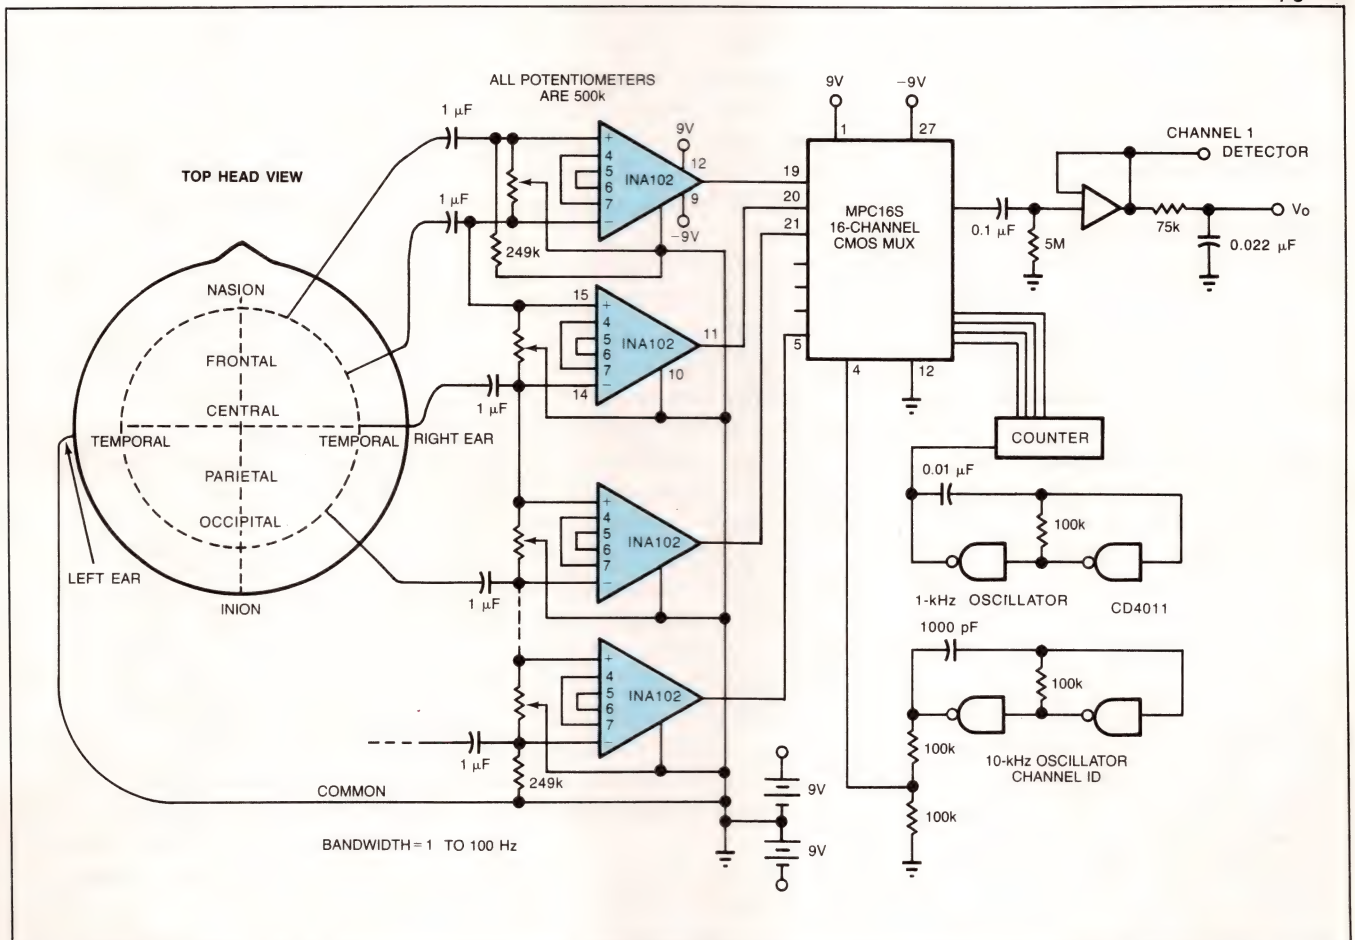 ALL POTENTIOMETERS
ARE 500k
1 μF
TOP HEAD VIEW
1 μF
249k
+
4
5
6
7
−
INA102
9V
12
9
−9V
NASION
FRONTAL
CENTRAL
TEMPORAL
TEMPORAL
RIGHT EAR
PARIETAL
OCCIPITAL
LEFT EAR
INION
1 μF
15
+
4
5
6
7
−
14
INA102
11
10
1 μF
+
4
5
6
7
−
INA102
1 μF
+
4
5
6
7
−
INA102
249k
COMMON
BANDWIDTH = 1 TO 100 Hz
9V
9V
9V
−9V
1
27
19
20
21
5
4
12
MPC16S
16-CHANNEL
CMOS MUX
0.1 μF
5M
CHANNEL 1
DETECTOR
75k
Vo
0.022 μF
COUNTER
0.01 μF
100k
1-kHz OSCILLATOR
CD4011
1000 pF
100k
100k
10-kHz OSCILLATOR
CHANNEL ID
100k